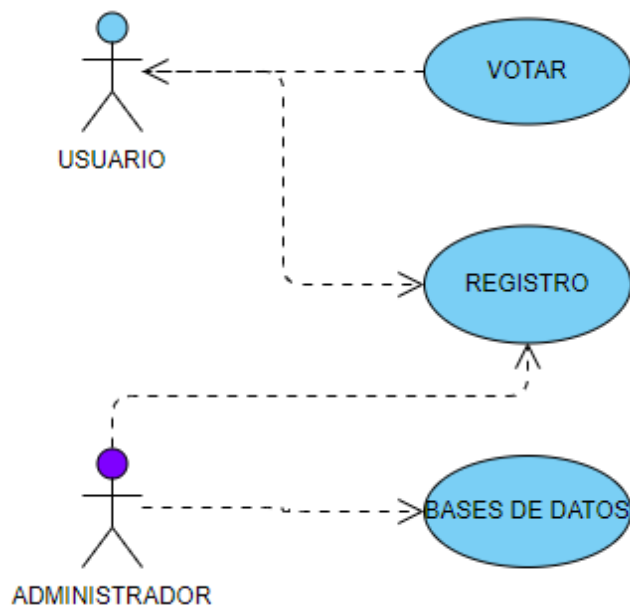 VOTAR
USUARIO
REGISTRO
BASES DE DATOS
ADMINISTRADOR